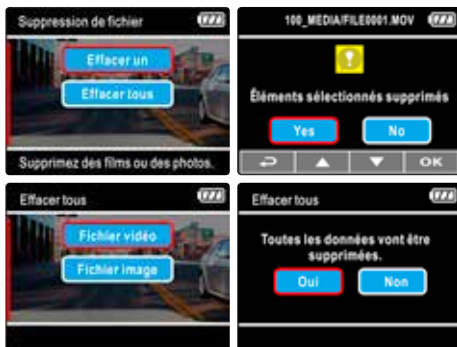 Suppression de fichier
Effacer un
Effacer tous
Supprimez des films ou des photos.
100_MEDIA/FILE0001.MOV
!
Éléments sélectionnés supprimés
Yes No
OK
Effacer tous
Fichier vidéo
Fichier image
Effacer tous
Toutes les données vont être
supprimées.
Oui Non